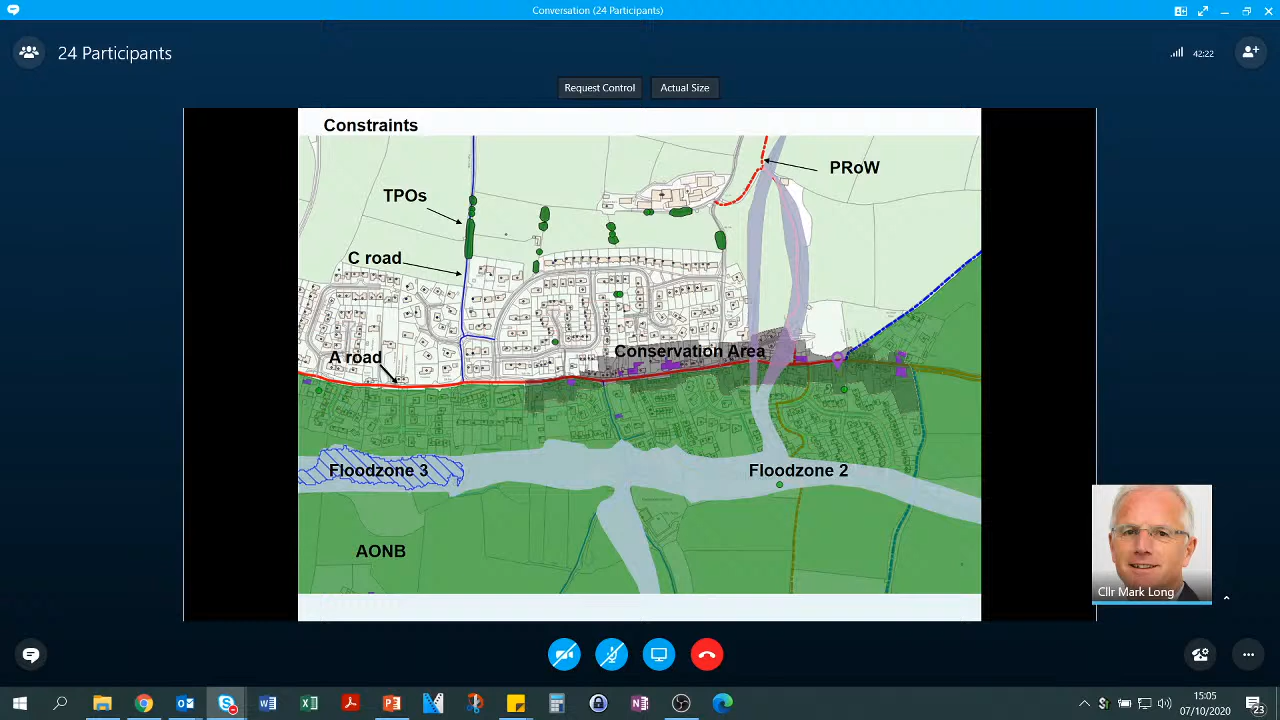 Conversation (24 Participants)
24 Participants
42:22
Request Control
Actual Size
Constraints
PRoW
TPOs
C road
Conservation Area
A road
Floodzone 3
Floodzone 2
AONB
Cllr Mark Long
15:05
07/10/2020
23